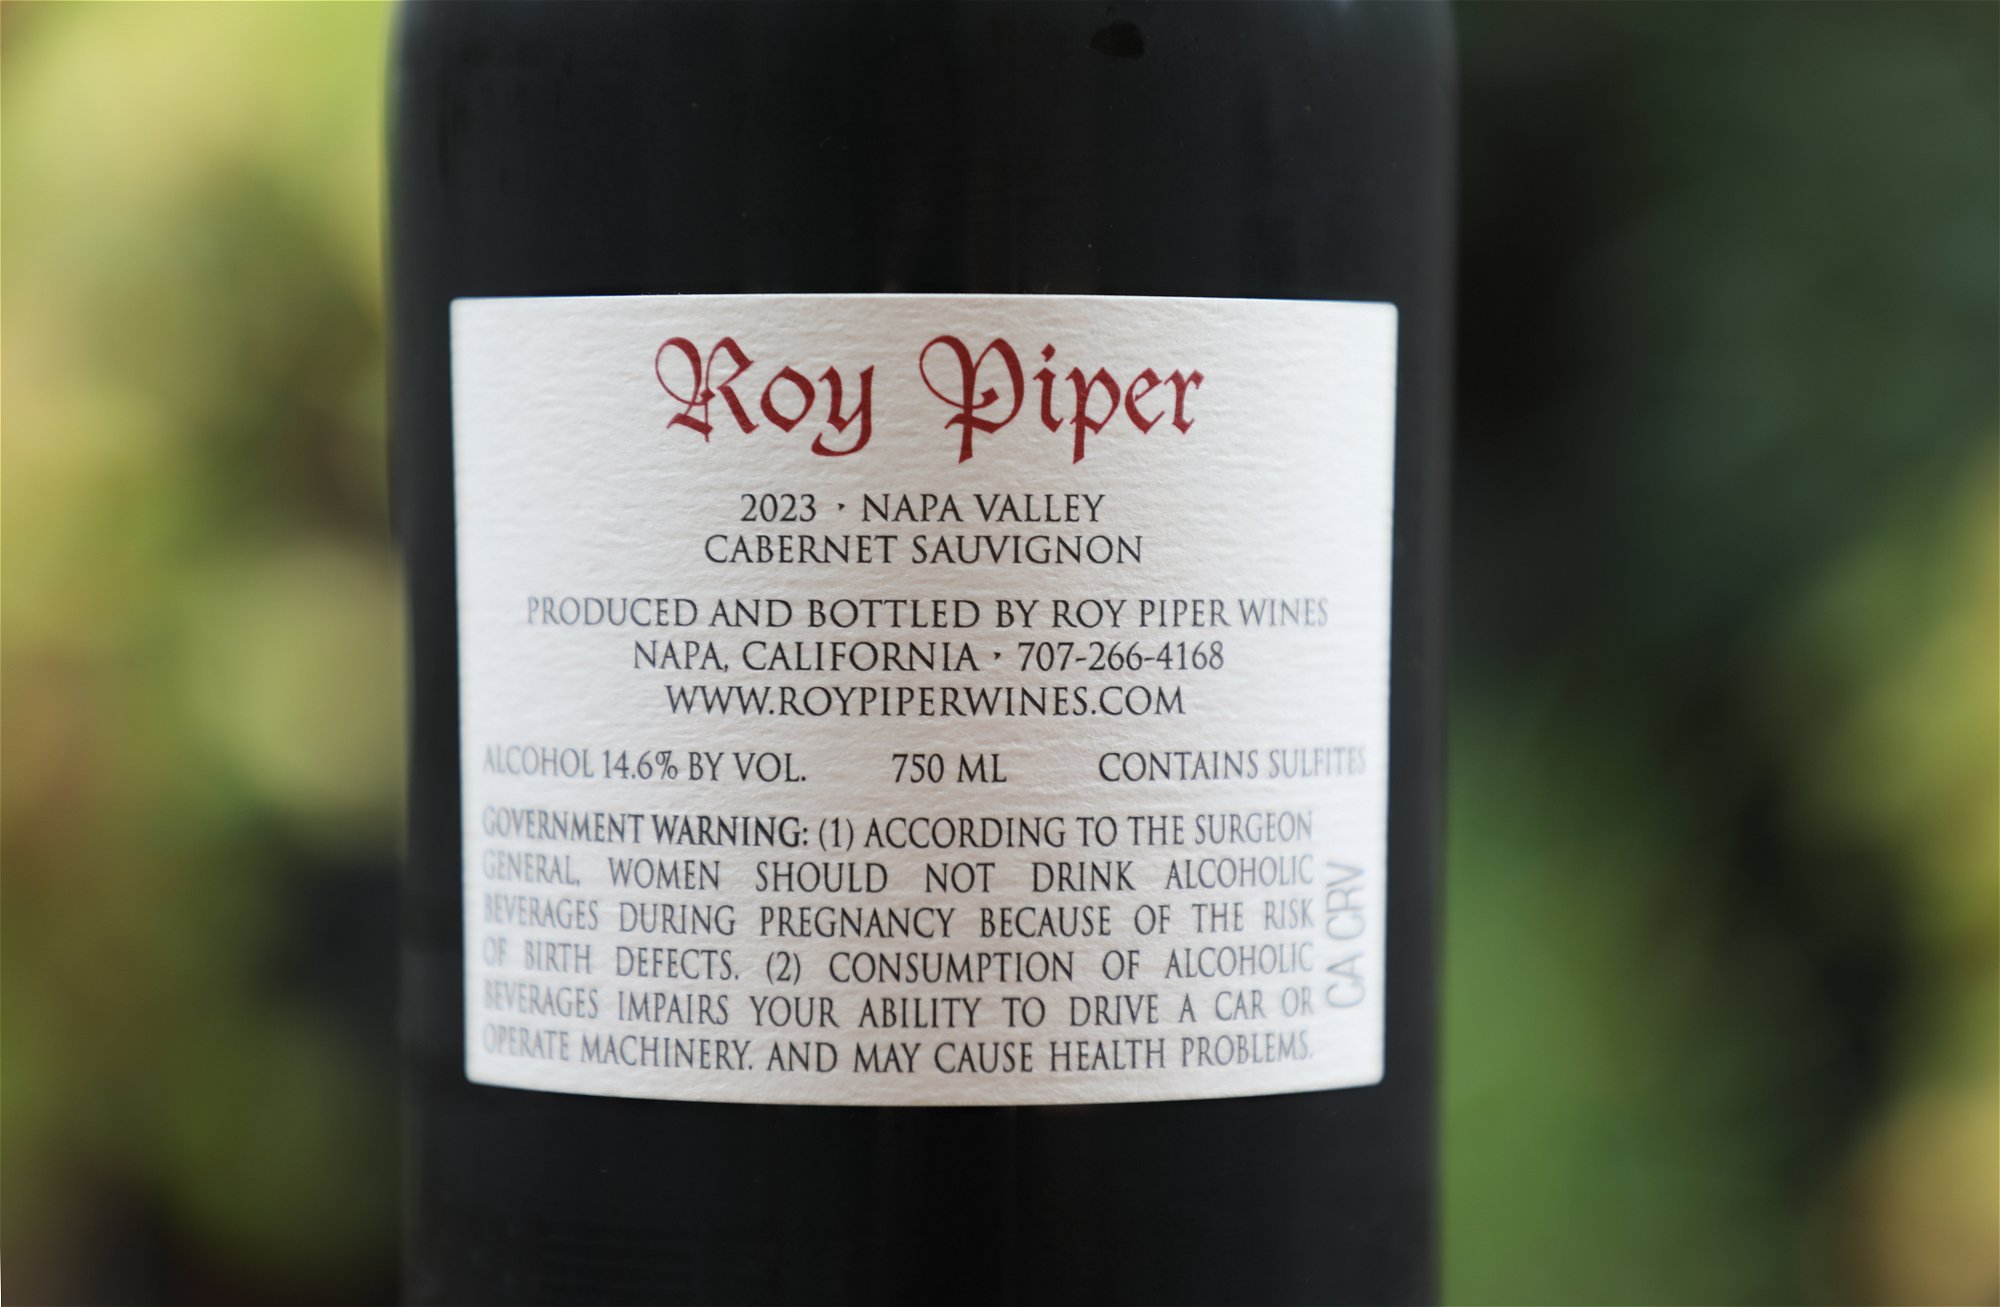 Roy Piper
2023 · NAPA VALLEY
CABERNET SAUVIGNON
PRODUCED AND BOTTLED BY ROY PIPER WINES
NAPA, CALIFORNIA · 707-266-4168
WWW.ROYPIPERWINES.COM
ALCOHOL 14.6% BY VOL. 750 ML CONTAINS SULFITES
GOVERNMENT WARNING: (1) ACCORDING TO THE SURGEON
GENERAL, WOMEN SHOULD NOT DRINK ALCOHOLIC
BEVERAGES DURING PREGNANCY BECAUSE OF THE RISK
OF BIRTH DEFECTS. (2) CONSUMPTION OF ALCOHOLIC
BEVERAGES IMPAIRS YOUR ABILITY TO DRIVE A CAR OR
OPERATE MACHINERY. AND MAY CAUSE HEALTH PROBLEMS.
CA CRV